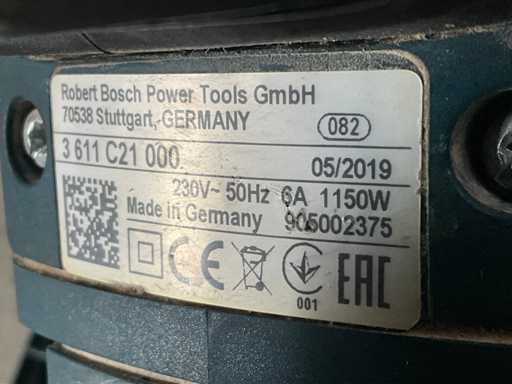 Robert Bosch Power Tools GmbH
70538 Stuttgart, GERMANY
082
3 611 C21 000
05/2019
230V~ 50Hz 6A 1150W
Made in Germany 905002375
CE
001
EAC